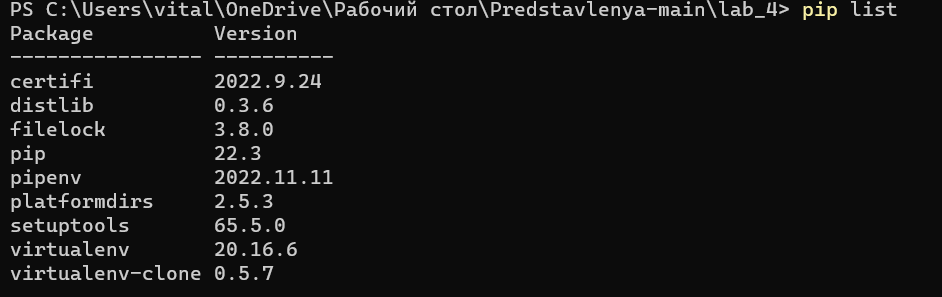 PS C:\Users\vital\OneDrive\Рабочий стол\Predstavlenya-main\lab_4> pip list
Package          Version
---------------- ----------
certifi          2022.9.24
distlib          0.3.6
filelock         3.8.0
pip              22.3
pipenv           2022.11.11
platformdirs     2.5.3
setuptools       65.5.0
virtualenv       20.16.6
virtualenv-clone 0.5.7